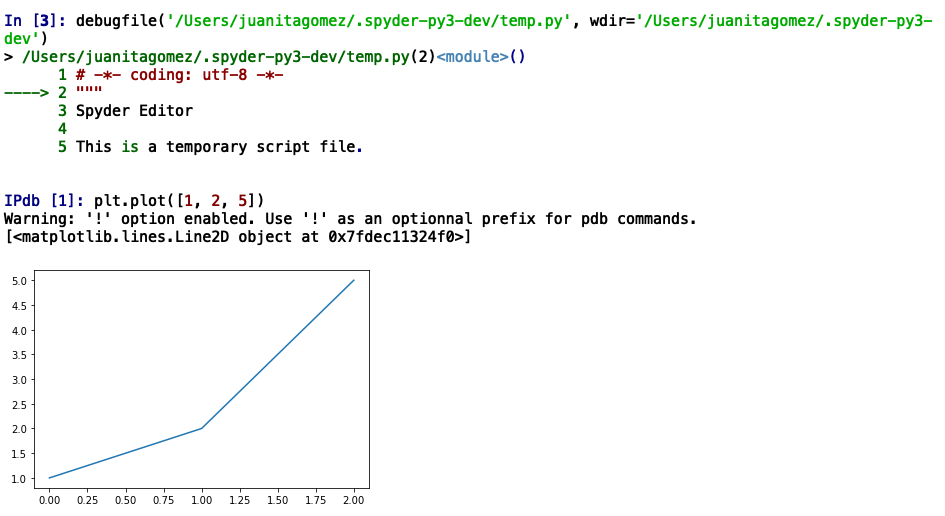 In [3]: debugfile('/Users/juanitagomez/.spyder-py3-dev/temp.py', wdir='/Users/juanitagomez/.spyder-py3-
dev')
> /Users/juanitagomez/.spyder-py3-dev/temp.py(2)<module>()
      1 # -*- coding: utf-8 -*-
----> 2 """
      3 Spyder Editor
      4
      5 This is a temporary script file.
IPdb [1]: plt.plot([1, 2, 5])
Warning: '!' option enabled. Use '!' as an optionnal prefix for pdb commands.
[<matplotlib.lines.Line2D object at 0x7fdec11324f0>]
5.0
4.5
4.0
3.5
3.0
2.5
2.0
1.5
1.0
0.00 0.25 0.50 0.75 1.00 1.25 1.50 1.75 2.00